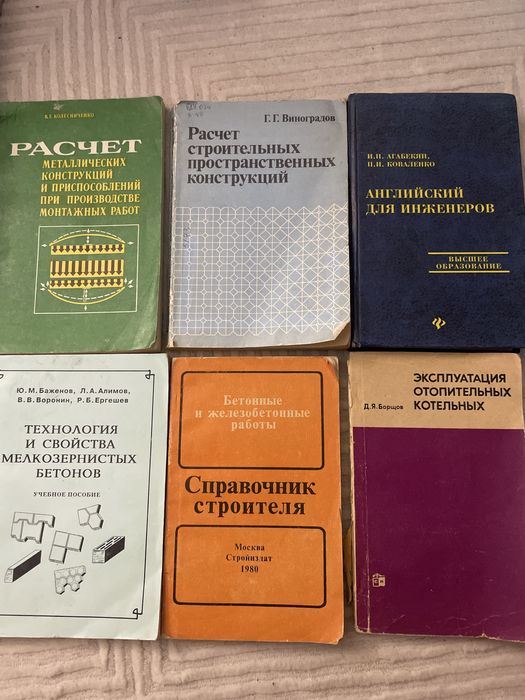 В.Т. КОЛЕСНИЧЕНКО
РАСЧЕТ
МЕТАЛЛИЧЕСКИХ
КОНСТРУКЦИЙ
И ПРИСПОСОБЛЕНИЙ
ПРИ ПРОИЗВОДСТВЕ
МОНТАЖНЫХ РАБОТ
Г. Г. Виноградов
Расчет
строительных
пространственных
конструкций
И.П. АГАБЕКЯН,
П.И. КОВАЛЕНКО
АНГЛИЙСКИЙ
ДЛЯ ИНЖЕНЕРОВ
ВЫСШЕЕ
ОБРАЗОВАНИЕ
Ю.М.Баженов, Л.А.Алимов,
В.В.Воронин, Р.Б.Ергешев
ТЕХНОЛОГИЯ
И СВОЙСТВА
МЕЛКОЗЕРНИСТЫХ
БЕТОНОВ
УЧЕБНОЕ ПОСОБИЕ
Бетонные
и железобетонные
работы
Справочник
строителя
Москва
Стройиздат
1980
ЭКСПЛУАТАЦИЯ
ОТОПИТЕЛЬНЫХ
КОТЕЛЬНЫХ
Д.Я.Борщов